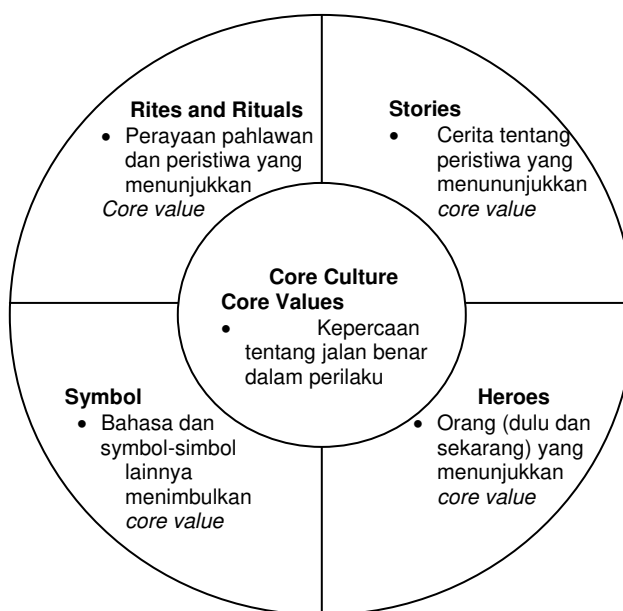 Rites and Rituals
• Perayaan pahlawan
dan peristiwa yang
menunjukkan
Core value
Stories
• Cerita tentang
peristiwa yang
menununjukkan
core value
Core Culture
Core Values
• Kepercaan
tentang jalan benar
dalam perilaku
Symbol
• Bahasa dan
symbol-simbol
lainnya
menimbulkan
core value
Heroes
• Orang (dulu dan
sekarang) yang
menunjukkan
core value